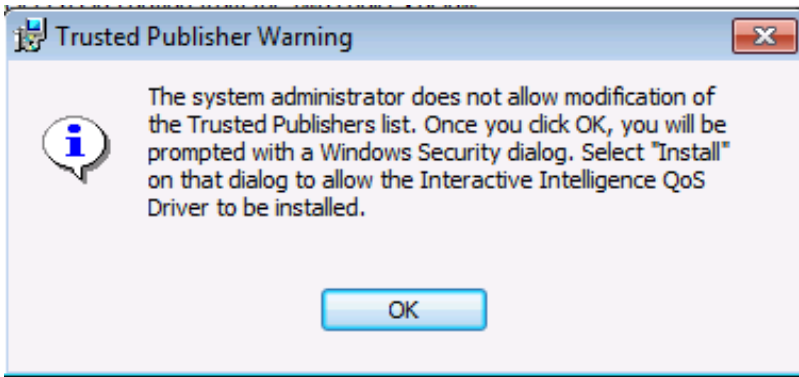 Trusted Publisher Warning
The system administrator does not allow modification of
the Trusted Publishers list. Once you click OK, you will be
prompted with a Windows Security dialog. Select "Install"
on that dialog to allow the Interactive Intelligence QoS
Driver to be installed.
OK